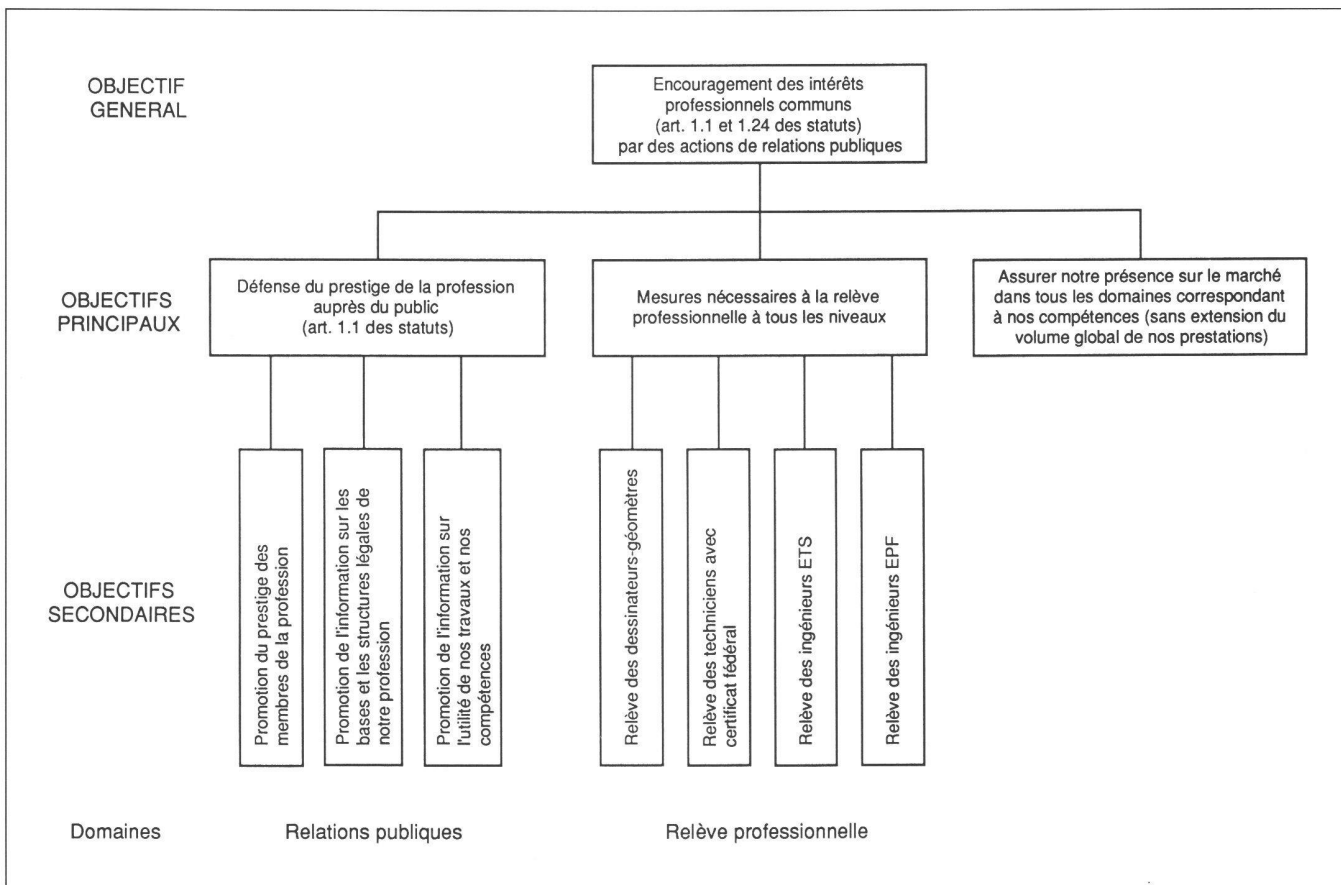 OBJECTIF
GENERAL
Encouragement des intérêts
professionnels communs
(art. 1.1 et 1.24 des statuts)
par des actions de relations publiques
OBJECTIFS
PRINCIPAUX
Défense du prestige de la profession
auprès du public
(art. 1.1 des statuts)
Mesures nécessaires à la relève
professionnelle à tous les niveaux
Assurer notre présence sur le marché
dans tous les domaines correspondant
à nos compétences (sans extension du
volume global de nos prestations)
OBJECTIFS
SECONDAIRES
Promotion du prestige des
membres de la profession
Promotion de l'information sur les
bases et les structures légales de
notre profession
Promotion de l'information sur
l'utilité de nos travaux et nos
compétences
Relève des dessinateurs-géomètres
Relève des techniciens avec
certificat fédéral
Relève des ingénieurs ETS
Relève des ingénieurs EPF
Domaines
Relations publiques
Relève professionnelle